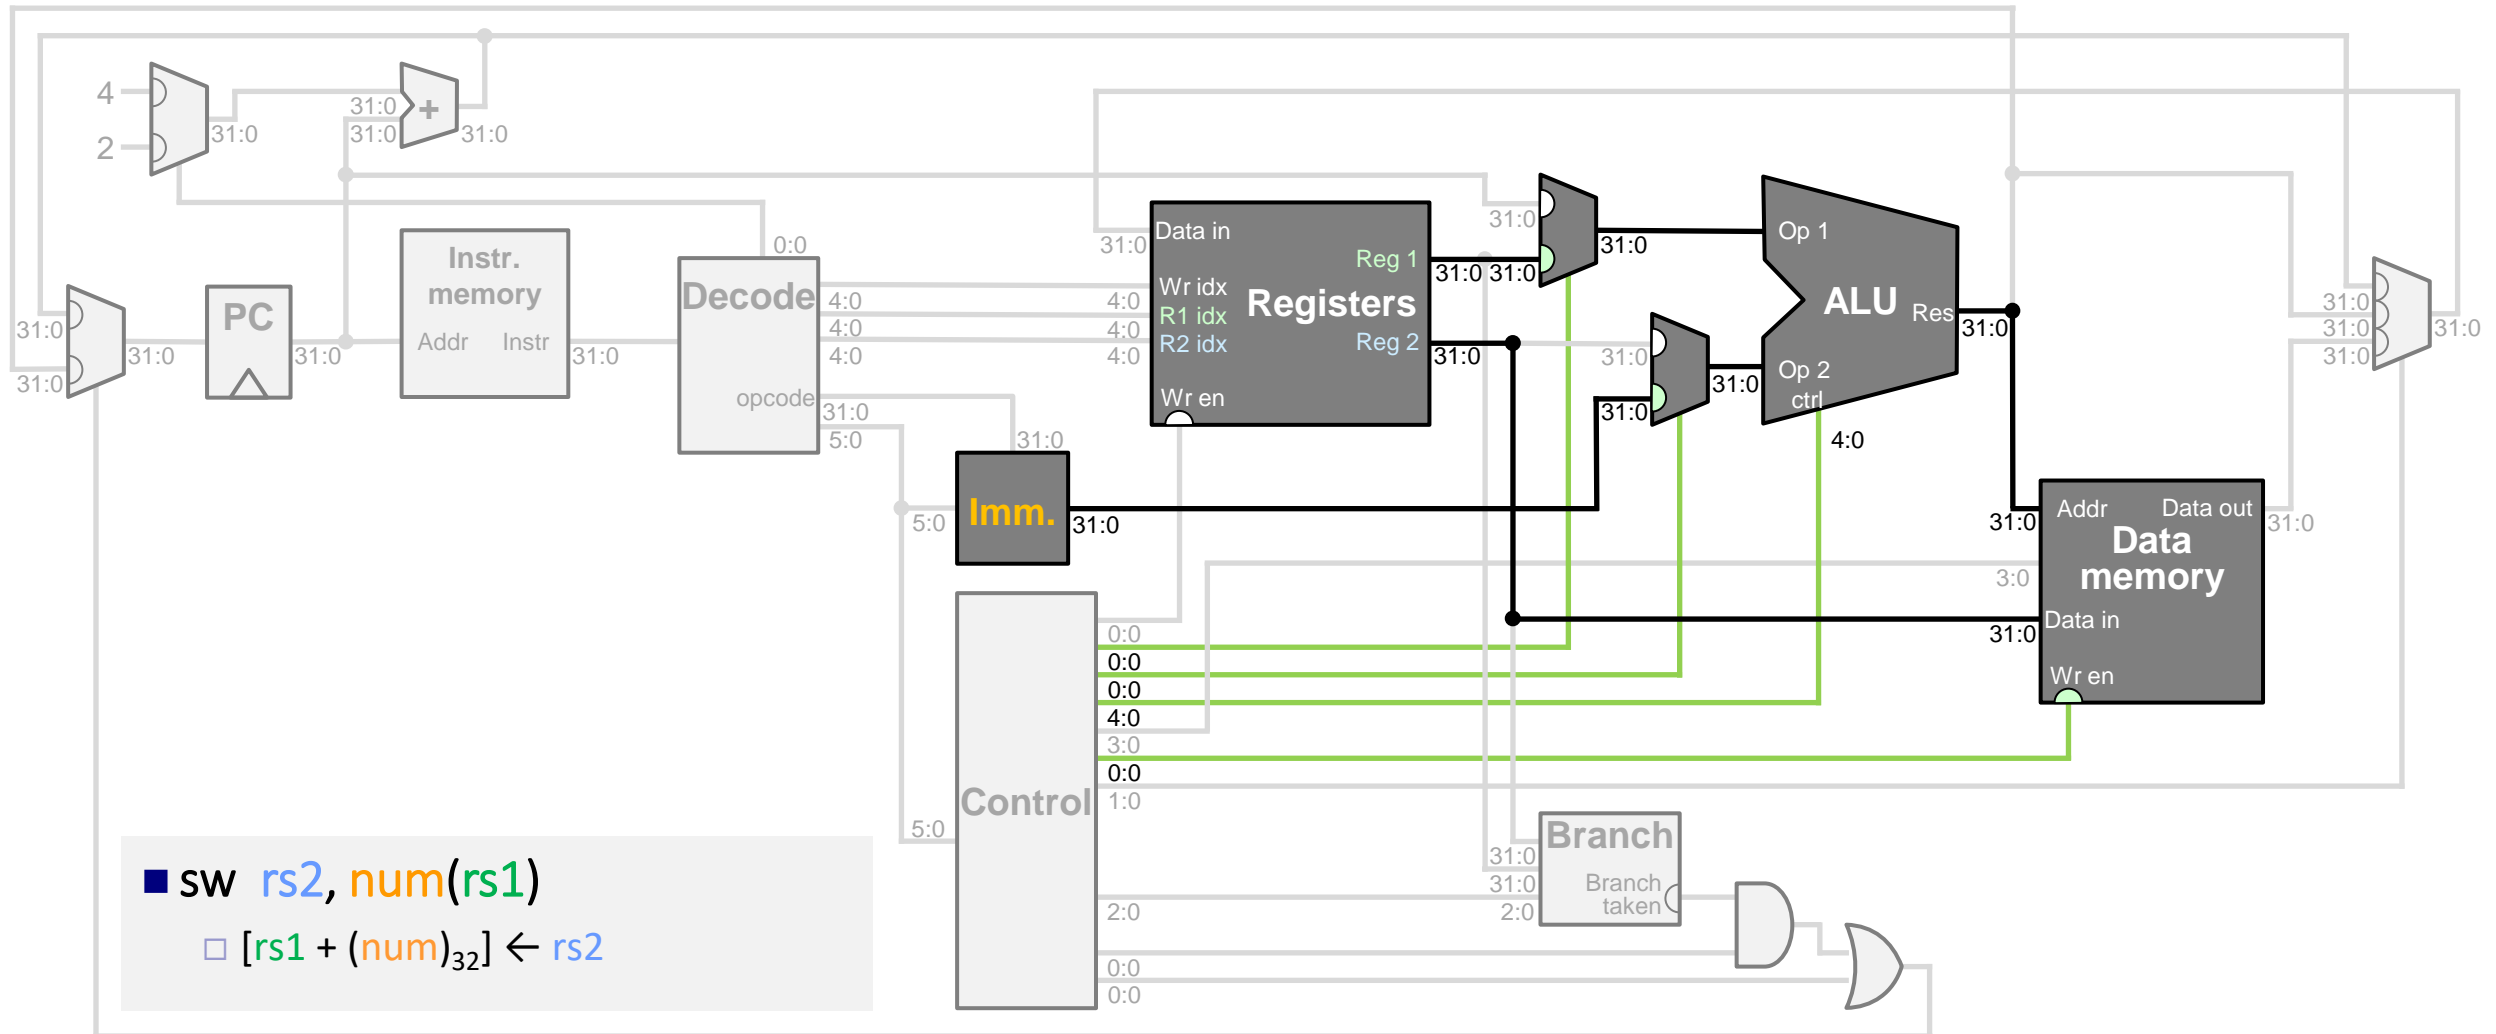 4
2
31:0
31:0
31:0
+
31:0
31:0
31:0
31:0
PC
31:0
Instr.
memory
Addr Instr
31:0
0:0
Decode
opcode
4:0
4:0
4:0
31:0
5:0
31:0
4:0
4:0
4:0
Data in
Wr idx
R1 idx
R2 idx
Wr en
Registers
Reg 1
Reg 2
31:0
31:0
31:0
31:0
31:0
31:0
31:0
31:0
Op 1
ALU
Res
Op 2
ctrl
4:0
31:0
31:0
31:0
31:0
31:0
5:0
31:0
Imm.
31:0
31:0
Addr Data out
31:0
Data
memory
3:0
Data in
31:0
Wr en
Control
5:0
0:0
0:0
0:0
4:0
3:0
0:0
1:0
2:0
0:0
0:0
Branch
31:0
31:0
2:0
Branch
taken
sw rs2, num(rs1)
[rs1 + (num)32] ← rs2